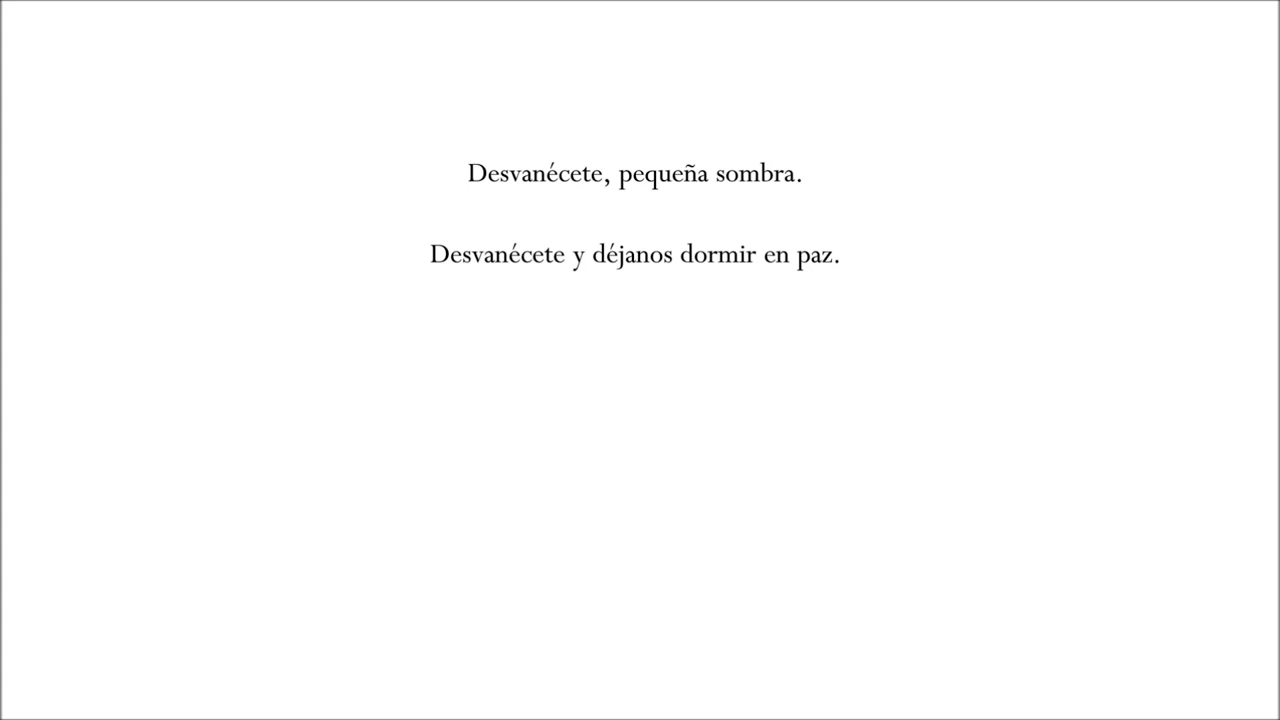 Desvanécete, pequeña sombra.
Desvanécete y déjanos dormir en paz.